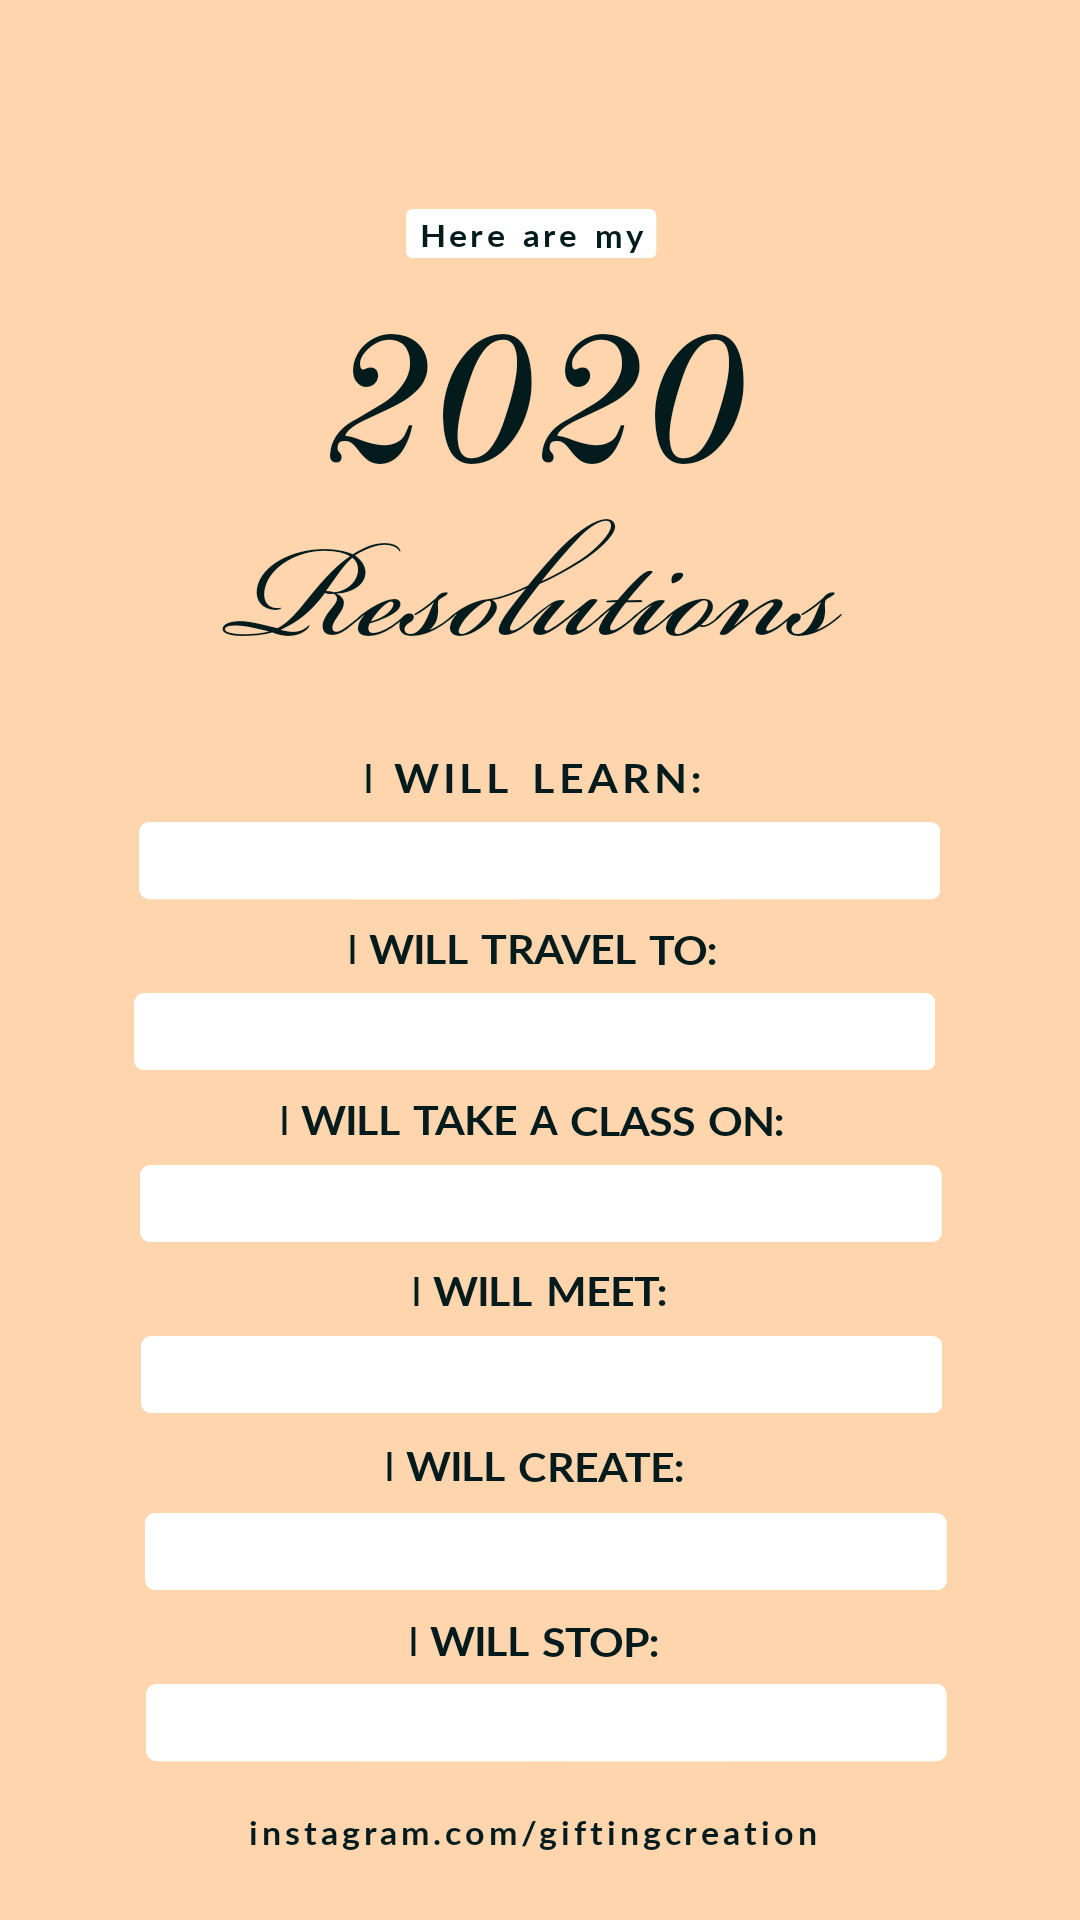 Here are my
2020
Resolutions
I WILL LEARN:
I WILL TRAVEL TO:
I WILL TAKE A CLASS ON:
I WILL MEET:
I WILL CREATE:
I WILL STOP:
instagram.com/giftingcreation